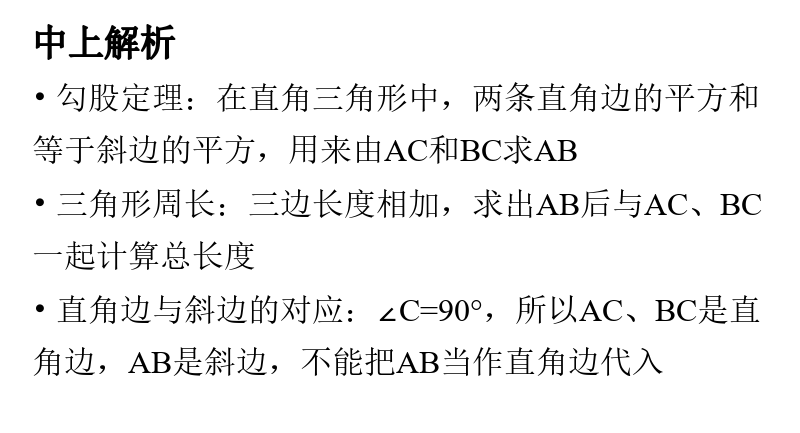 中上解析
• 勾股定理：在直角三角形中，两条直角边的平方和
等于斜边的平方，用来由AC和BC求AB
• 三角形周长：三边长度相加，求出AB后与AC、BC
一起计算总长度
• 直角边与斜边的对应：∠C=90°，所以AC、BC是直
角边，AB是斜边，不能把AB当作直角边代入